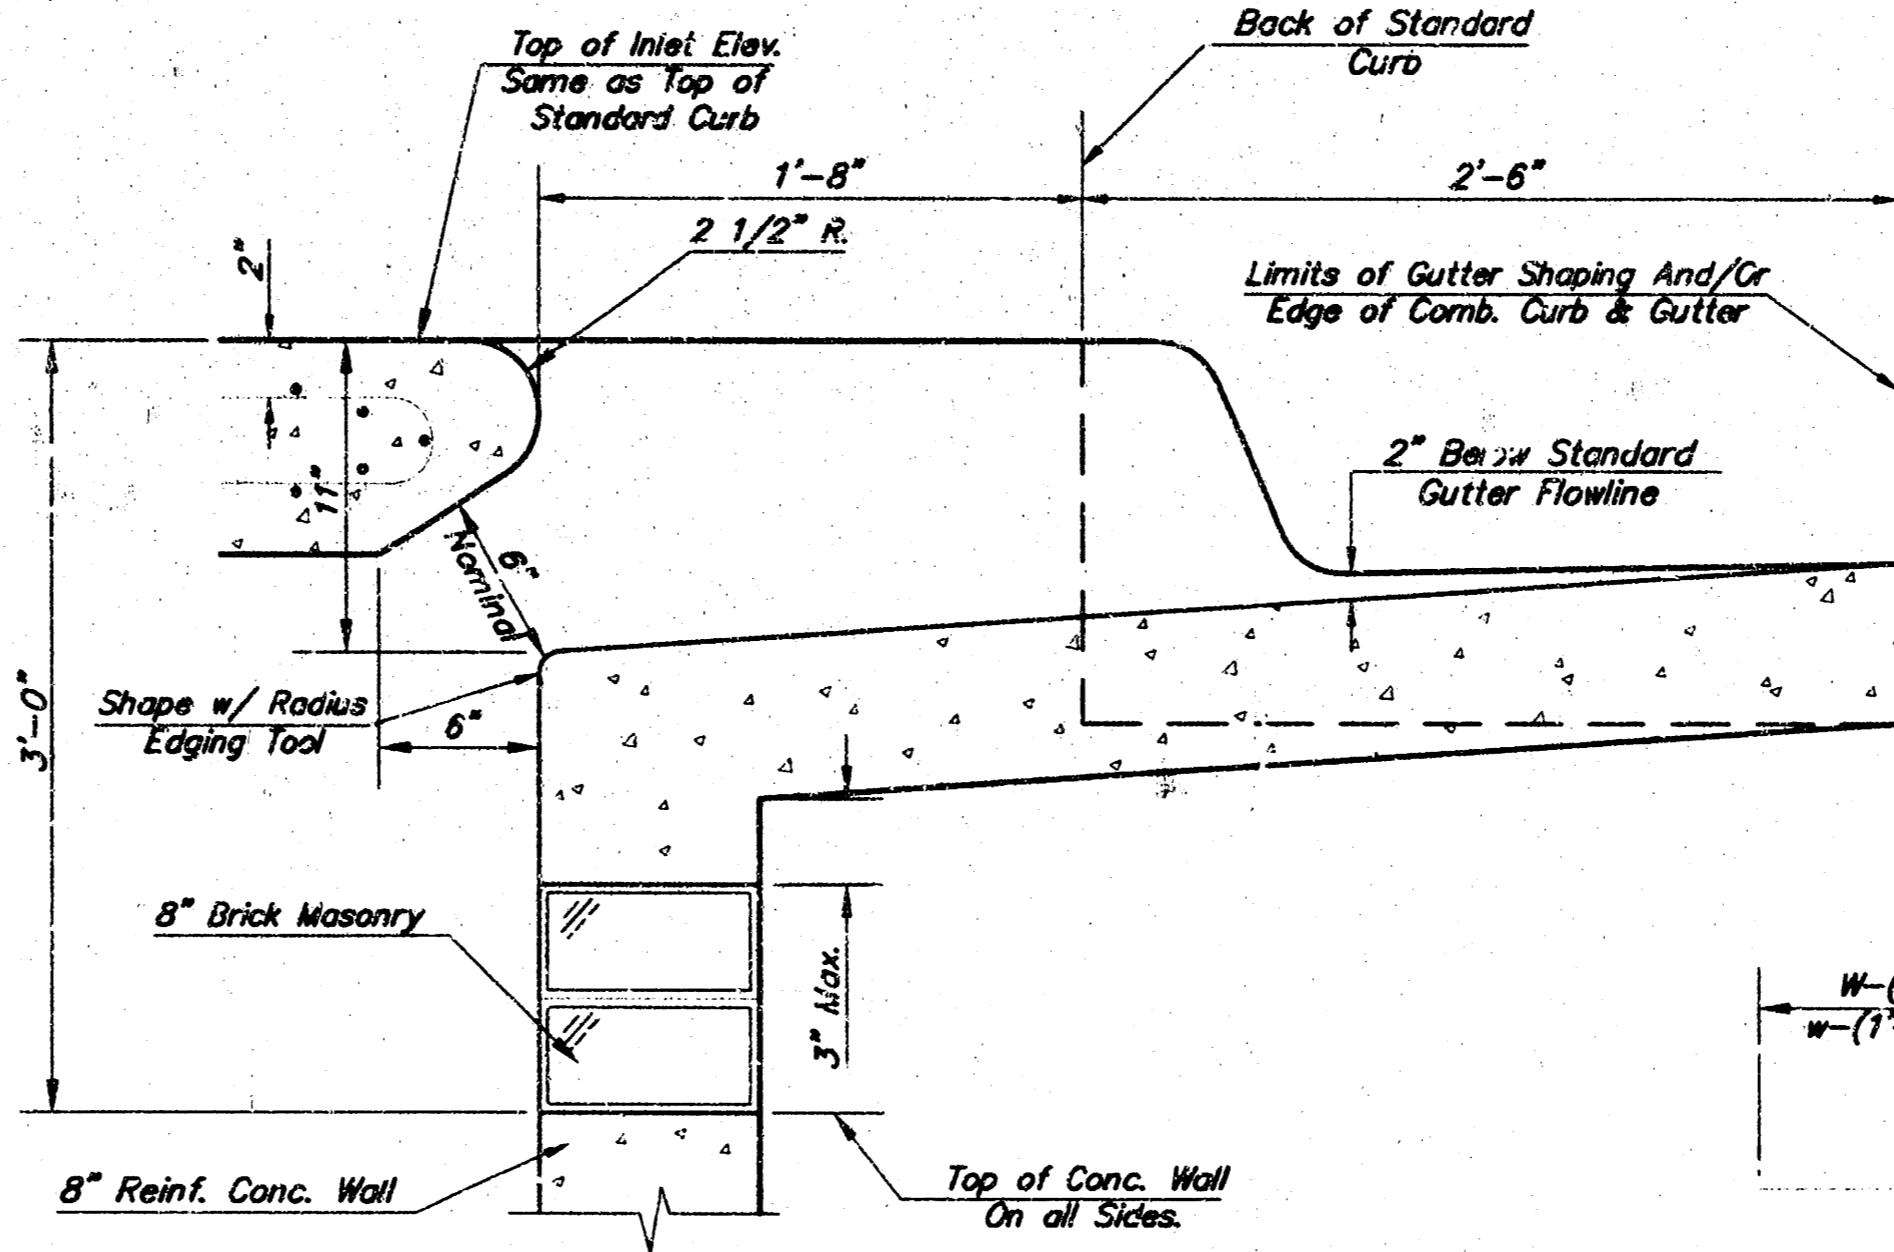 Top of Inlet Elev.
Same as Top of
Standard Curb
Back of Standard
Curb
1'-8"
2'-6"
2 1/2" R.
2"
Limits of Gutter Shaping And/Or
Edge of Comb. Curb & Gutter
11"
2" Below Standard
Gutter Flowline
6"
Nominal
Shape w/ Radius
Edging Tool
6"
3'-0"
8" Brick Masonry
3" Max.
W-(
w-(1"
8" Reinf. Conc. Wall
Top of Conc. Wall
On all Sides.